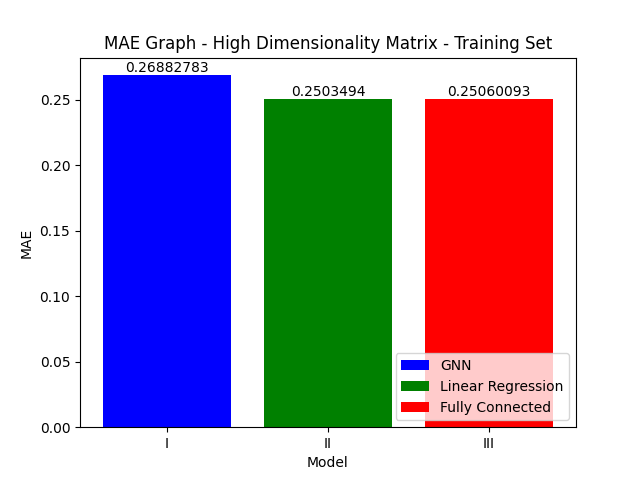 MAE Graph - High Dimensionality Matrix - Training Set
0.26882783
0.2503494
0.25060093
0.25
0.20
0.15
0.10
0.05
0.00
MAE
GNN
Linear Regression
Fully Connected
I
II
III
Model